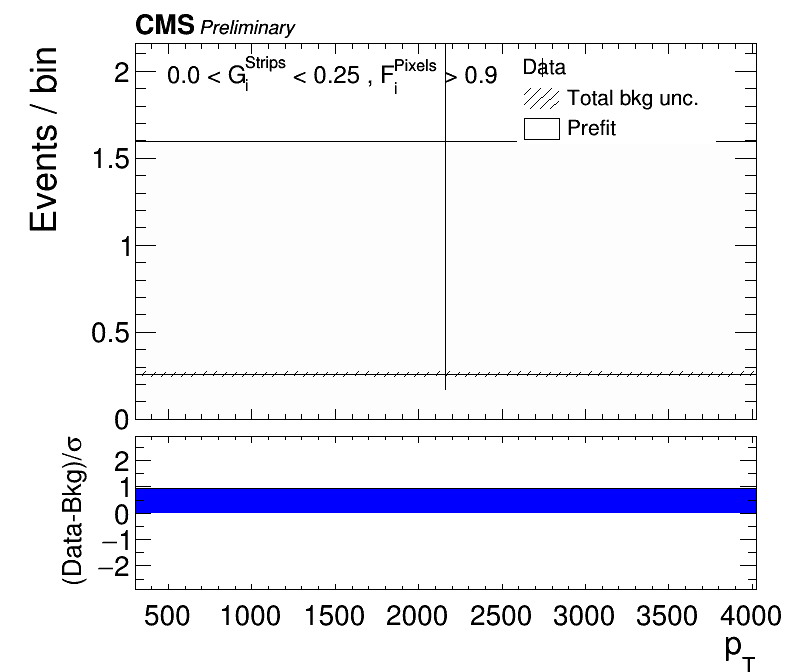 CMS Preliminary
0.0 < G_i^Strips < 0.25 , F_i^Pixels > 0.9
Data
Total bkg unc.
Prefit
Events / bin
2
1.5
1
0.5
0
(Data-Bkg)/σ
2
1
0
−1
−2
500 1000 1500 2000 2500 3000 3500 4000
p_T